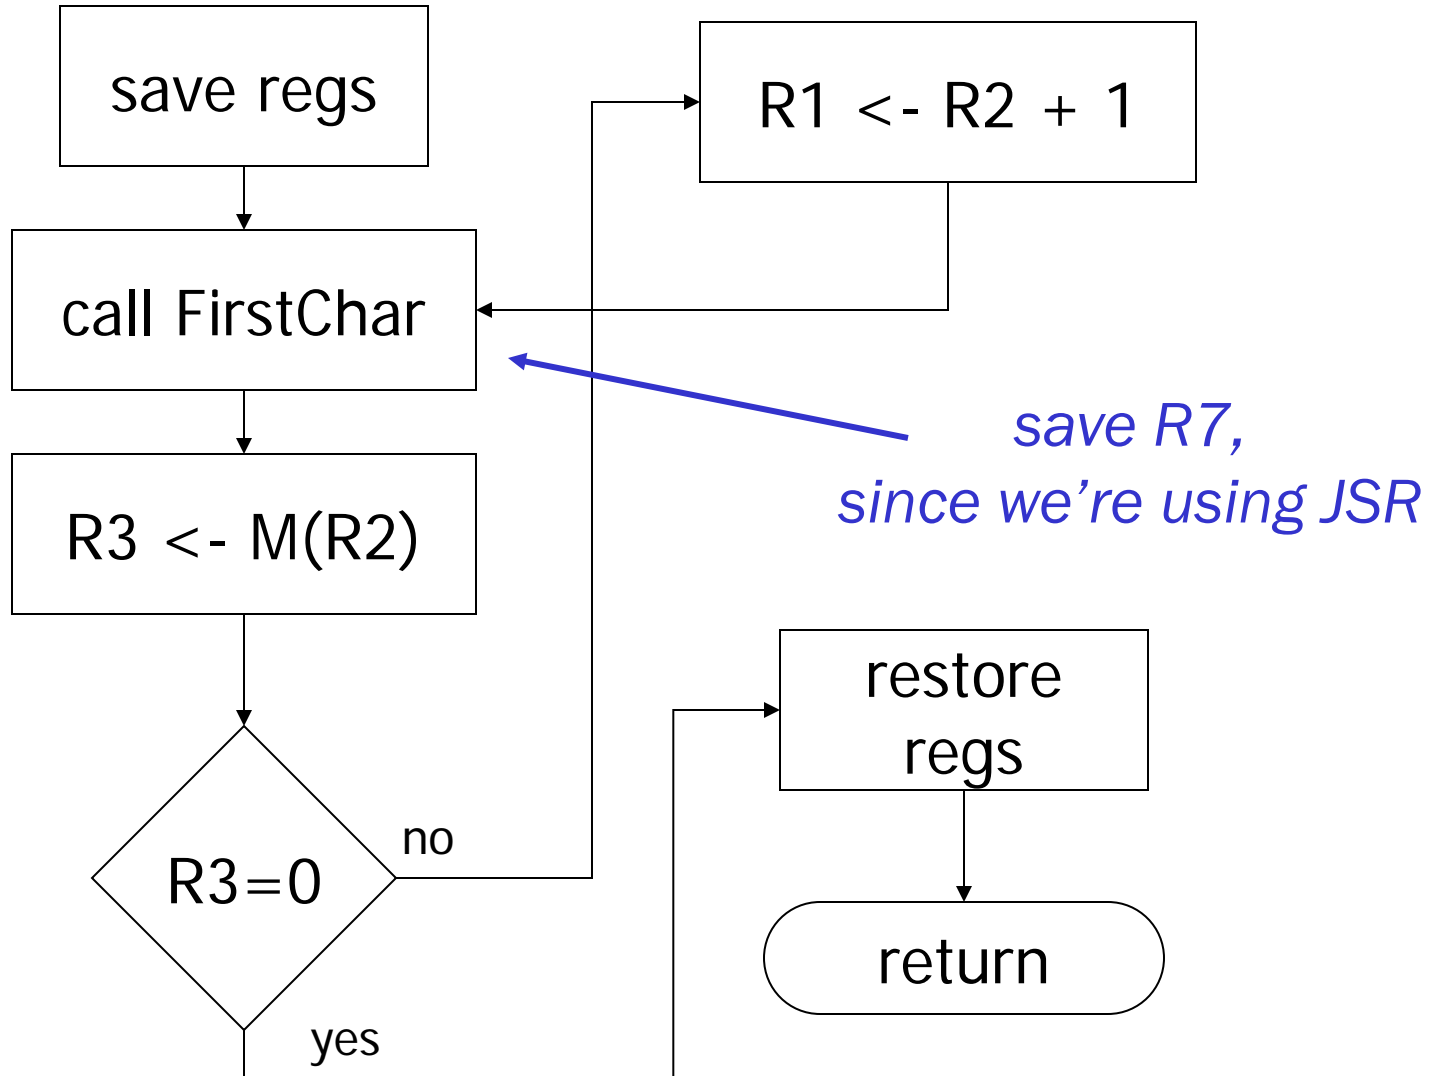 save regs
call FirstChar
R3 <- M(R2)
R3=0
no
yes
R1 <- R2 + 1
save R7,
since we’re using JSR
restore
regs
return